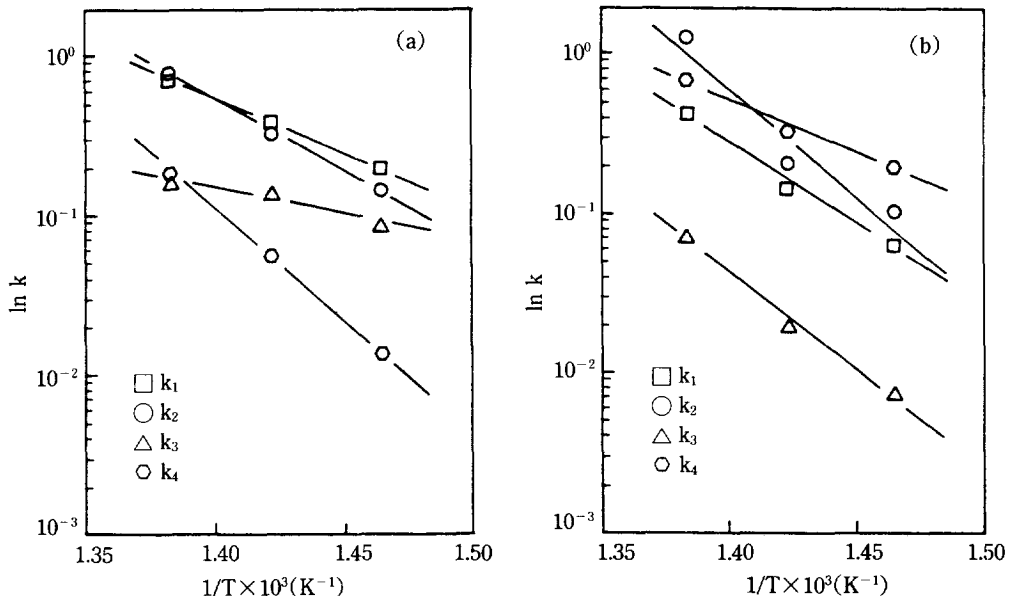 (a)
10⁰
10⁻¹
10⁻²
10⁻³
ln k
□ k₁
○ k₂
△ k₃
⬡ k₄
1.35 1.40 1.45 1.50
1/T×10³(K⁻¹)
(b)
10⁰
10⁻¹
10⁻²
10⁻³
ln k
□ k₁
○ k₂
△ k₃
⬡ k₄
1.35 1.40 1.45 1.50
1/T×10³(K⁻¹)